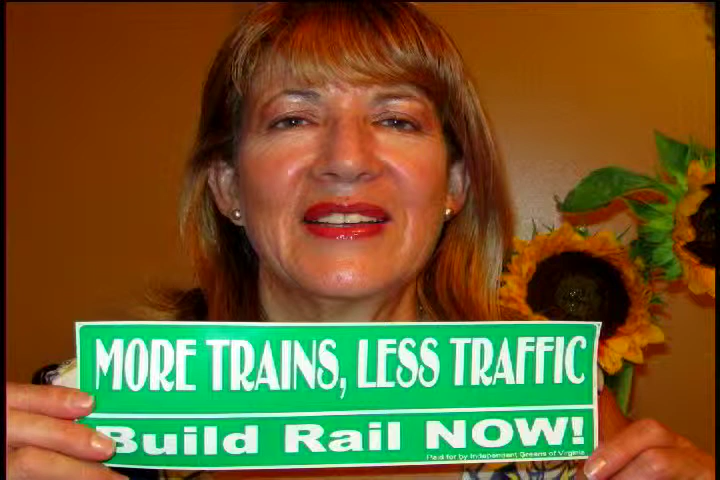 MORE TRAINS, LESS TRAFFIC
Build Rail NOW!
Paid for by Independent Greens of Virginia